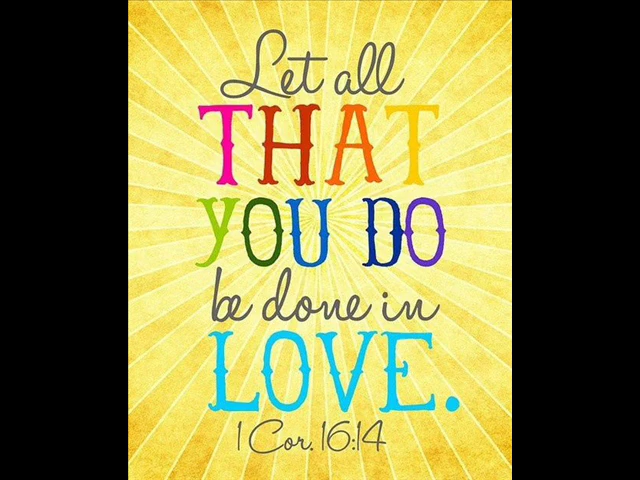 Let all
THAT
YOU DO
be done in
LOVE.
1 Cor. 16:14